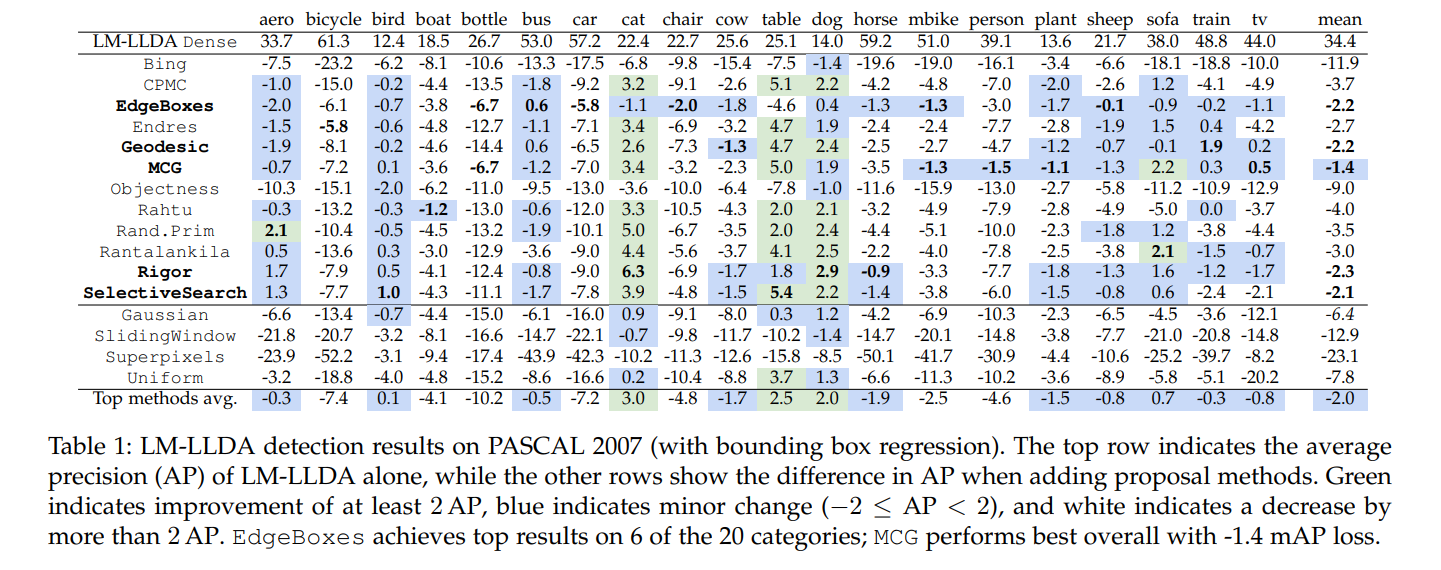 aero bicycle bird boat bottle bus car cat chair cow table dog horse mbike person plant sheep sofa train tv mean
LM-LLDA Dense 33.7 61.3 12.4 18.5 26.7 53.0 57.2 22.4 22.7 25.6 25.1 14.0 59.2 51.0 39.1 13.6 21.7 38.0 48.8 44.0 34.4
Bing -7.5 -23.2 -6.2 -8.1 -10.6 -13.3 -17.5 -6.8 -9.8 -15.4 -7.5 -1.4 -19.6 -19.0 -16.1 -3.4 -6.6 -18.1 -18.8 -10.0 -11.9
CPMC -1.0 -15.0 -0.2 -4.4 -13.5 -1.8 -9.2 3.2 -9.1 -2.6 5.1 2.2 -4.2 -4.8 -7.0 -2.0 -2.6 1.2 -4.1 -4.9 -3.7
EdgeBoxes -2.0 -6.1 -0.7 -3.8 -6.7 0.6 -5.8 -1.1 -2.0 -1.8 -4.6 0.4 -1.3 -1.3 -3.0 -1.7 -0.1 -0.9 -0.2 -1.1 -2.2
Endres -1.5 -5.8 -0.6 -4.8 -12.7 -1.1 -7.1 3.4 -6.9 -3.2 4.7 1.9 -2.4 -2.4 -7.7 -2.8 -1.9 1.5 0.4 -4.2 -2.7
Geodesic -1.9 -8.1 -0.2 -4.6 -14.4 0.6 -6.5 2.6 -7.3 -1.3 4.7 2.4 -2.5 -2.7 -4.7 -1.2 -0.7 -0.1 1.9 0.2 -2.2
MCG -0.7 -7.2 0.1 -3.6 -6.7 -1.2 -7.0 3.4 -3.2 -2.3 5.0 1.9 -3.5 -1.3 -1.5 -1.1 -1.3 2.2 0.3 0.5 -1.4
Objectness -10.3 -15.1 -2.0 -6.2 -11.0 -9.5 -13.0 -3.6 -10.0 -6.4 -7.8 -1.0 -11.6 -15.9 -13.0 -2.7 -5.8 -11.2 -10.9 -12.9 -9.0
Rahtu -0.3 -13.2 -0.3 -1.2 -13.0 -0.6 -12.0 3.3 -10.5 -4.3 2.0 2.1 -3.2 -4.9 -7.9 -2.8 -4.9 -5.0 0.0 -3.7 -4.0
Rand.Prim 2.1 -10.4 -0.5 -4.5 -13.2 -1.9 -10.1 5.0 -6.7 -3.5 2.0 2.4 -4.4 -5.1 -10.0 -2.3 -1.8 1.2 -3.8 -4.4 -3.5
Rantalankila 0.5 -13.6 0.3 -3.0 -12.9 -3.6 -9.0 4.4 -5.6 -3.7 4.1 2.5 -2.2 -4.0 -7.8 -2.5 -3.8 2.1 -1.5 -0.7 -3.0
Rigor 1.7 -7.9 0.5 -4.1 -12.4 -0.8 -9.0 6.3 -6.9 -1.7 1.8 2.9 -0.9 -3.3 -7.7 -1.8 -1.3 1.6 -1.2 -1.7 -2.3
SelectiveSearch 1.3 -7.7 1.0 -4.3 -11.1 -1.7 -7.8 3.9 -4.8 -1.5 5.4 2.2 -1.4 -3.8 -6.0 -1.5 -0.8 0.6 -2.4 -2.1 -2.1
Gaussian -6.6 -13.4 -0.7 -4.4 -15.0 -6.1 -16.0 0.9 -9.1 -8.0 0.3 1.2 -4.2 -6.9 -10.3 -2.3 -6.5 -4.5 -3.6 -12.1 -6.4
SlidingWindow -21.8 -20.7 -3.2 -8.1 -16.6 -14.7 -22.1 -0.7 -9.8 -11.7 -10.2 -1.4 -14.7 -20.1 -14.8 -3.8 -7.7 -21.0 -20.8 -14.8 -12.9
Superpixels -23.9 -52.2 -3.1 -9.4 -17.4 -43.9 -42.3 -10.2 -11.3 -12.6 -15.8 -8.5 -50.1 -41.7 -30.9 -4.4 -10.6 -25.2 -39.7 -8.2 -23.1
Uniform -3.2 -18.8 -4.0 -4.8 -15.2 -8.6 -16.6 0.2 -10.4 -8.8 3.7 1.3 -6.6 -11.3 -10.2 -3.6 -8.9 -5.8 -5.1 -20.2 -7.8
Top methods avg. -0.3 -7.4 0.1 -4.1 -10.2 -0.5 -7.2 3.0 -4.8 -1.7 2.5 2.0 -1.9 -2.5 -4.6 -1.5 -0.8 0.7 -0.3 -0.8 -2.0
Table 1: LM-LLDA detection results on PASCAL 2007 (with bounding box regression). The top row indicates the average
precision (AP) of LM-LLDA alone, while the other rows show the difference in AP when adding proposal methods. Green
indicates improvement of at least 2 AP, blue indicates minor change (−2 ≤ AP < 2), and white indicates a decrease by
more than 2 AP. EdgeBoxes achieves top results on 6 of the 20 categories; MCG performs best overall with -1.4 mAP loss.